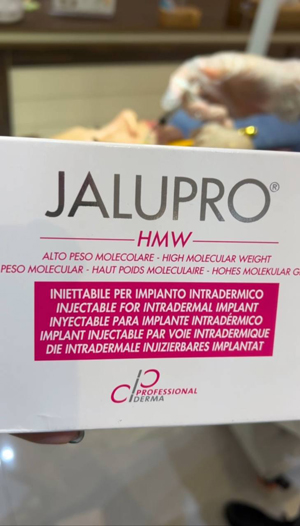 JALUPRO®
HMW
ALTO PESO MOLECOLARE - HIGH MOLECULAR WEIGHT
PESO MOLECULAR - HAUT POIDS MOLECULAIRE - HOHES MOLEKULAR G
INIETTABILE PER IMPIANTO INTRADERMICO
INJECTABLE FOR INTRADERMAL IMPLANT
INYECTABLE PARA IMPLANTE INTRADÉRMICO
IMPLANT INJECTABLE PAR VOIE INTRADERMIQUE
DIE INTRADERMALE INJIZIERBARES IMPLANTAT
PROFESSIONAL
DERMA